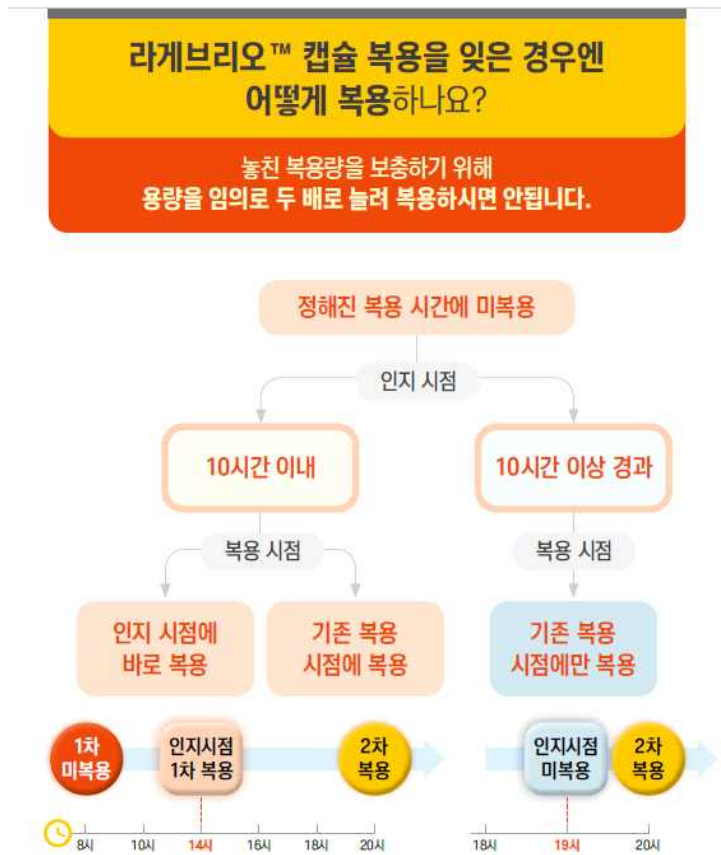 라게브리오™ 캡슐 복용을 잊은 경우엔
어떻게 복용하나요?
놓친 복용량을 보충하기 위해
용량을 임의로 두 배로 늘려 복용하시면 안됩니다.
정해진 복용 시간에 미복용
인지 시점
10시간 이내
10시간 이상 경과
복용 시점
복용 시점
인지 시점에
바로 복용
기존 복용
시점에 복용
기존 복용
시점에만 복용
1차
미복용
인지시점
1차 복용
2차
복용
인지시점
미복용
2차
복용
8시 10시 14시 16시 18시 20시
18시 19시 20시